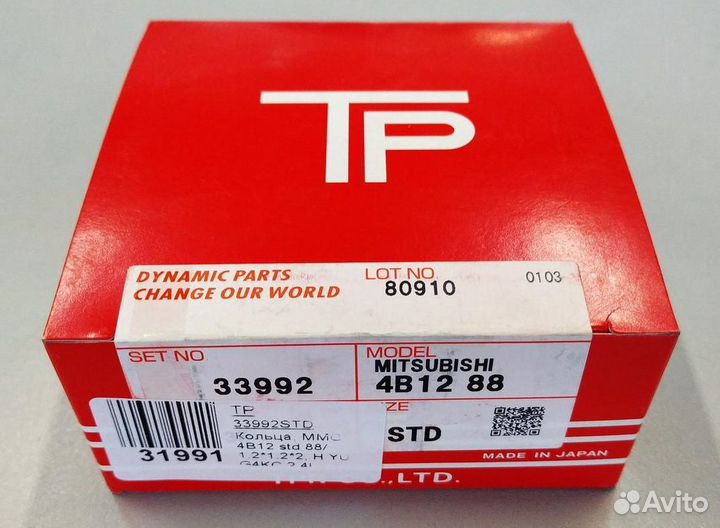 TP
DYNAMIC PARTS
CHANGE OUR WORLD
LOT NO.
80910
0103
SET NO
33992
MODEL
MITSUBISHI
4B12 88
STD
31991
TP
33992STD
Кольца, MMC
4B12 std 88/
1,2*1,2*2, HYU
G4KC 2,4L
MADE IN JAPAN
CO.,LTD.
Avito